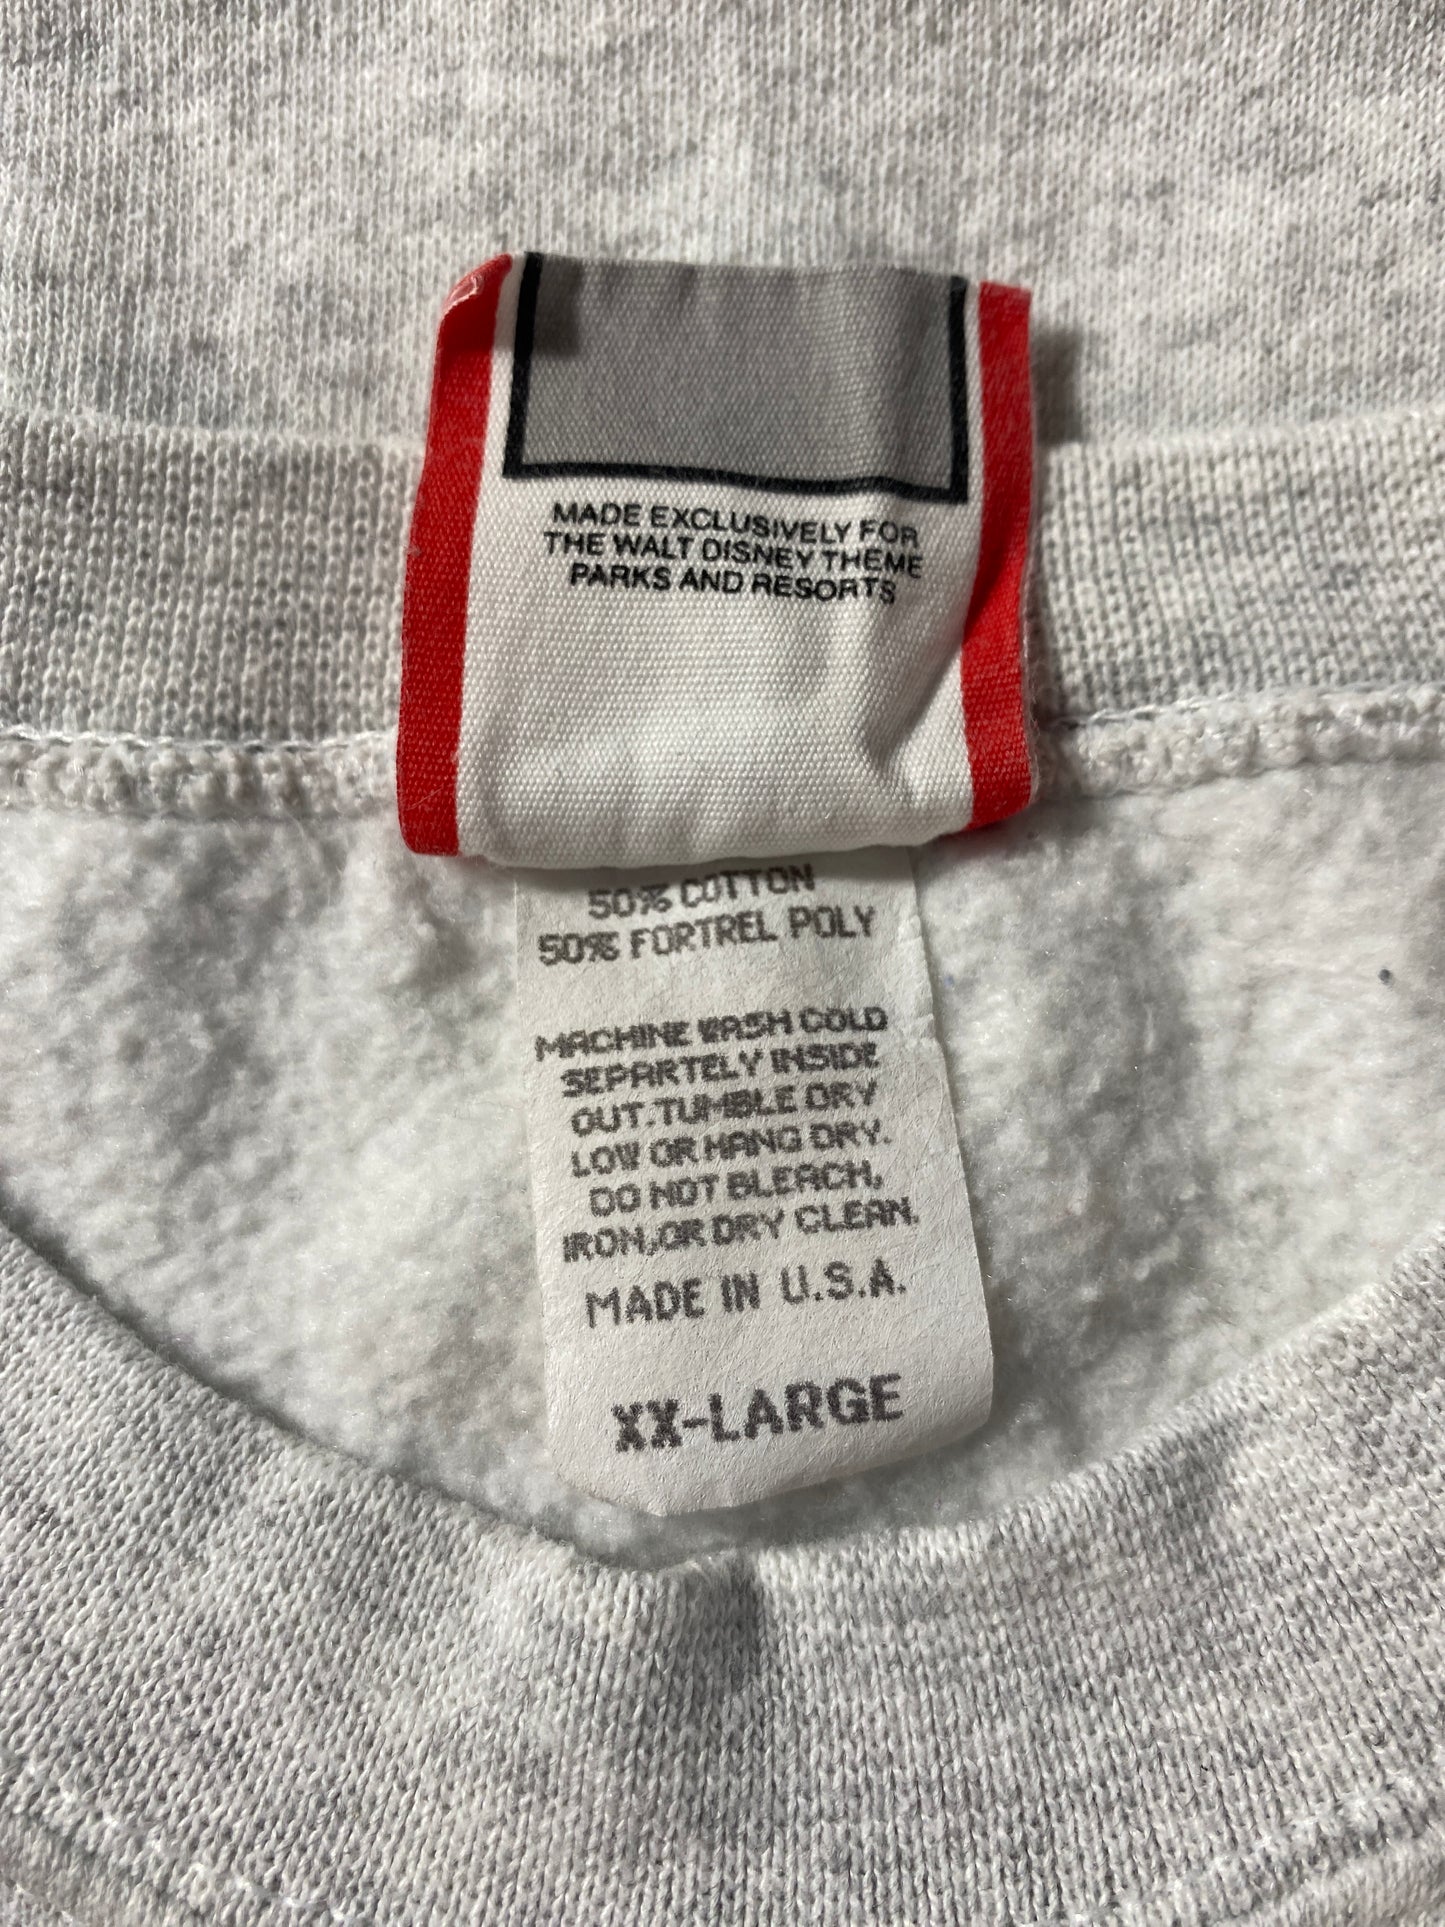 MADE EXCLUSIVELY FOR
THE WALT DISNEY THEME
PARKS AND RESORTS
50% COTTON
50% FORTREL POLY
MACHINE WASH COLD
SEPARTELY INSIDE
OUT.TUMBLE DRY
LOW OR HANG DRY.
DO NOT BLEACH,
IRON,OR DRY CLEAN.
MADE IN U.S.A.
XX-LARGE